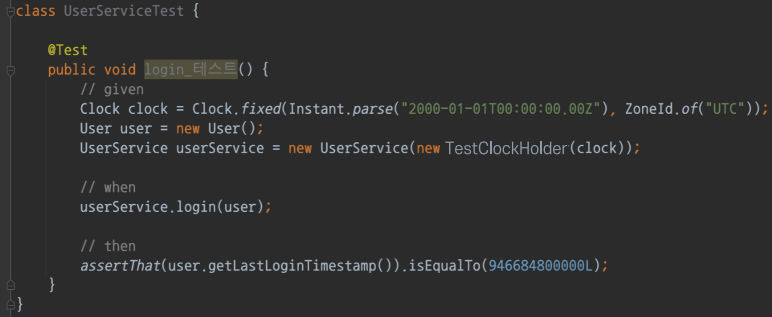 class UserServiceTest {
@Test
public void login_테스트() {
// given
Clock clock = Clock.fixed(Instant.parse("2000-01-01T00:00:00.00Z"), ZoneId.of("UTC"));
User user = new User();
UserService userService = new UserService(new TestClockHolder(clock));
// when
userService.login(user);
// then
assertThat(user.getLastLoginTimestamp()).isEqualTo(946684800000L);
}
}